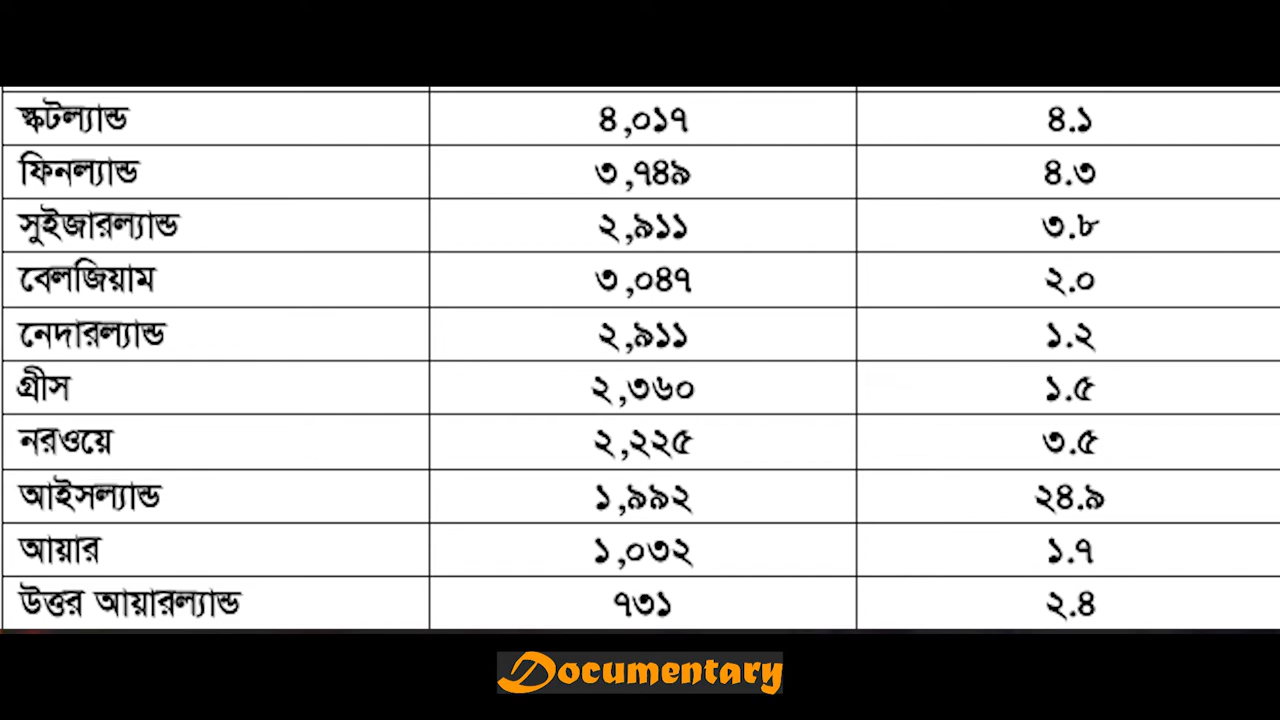 স্কটল্যান্ড ৪,০১৭ ৪.১
ফিনল্যান্ড ৩,৭৪৯ ৪.৩
সুইজারল্যান্ড ২,৯১১ ৩.৮
বেলজিয়াম ৩,০৪৭ ২.০
নেদারল্যান্ড ২,৯১১ ১.২
গ্রীস ২,৩৬০ ১.৫
নরওয়ে ২,২২৫ ৩.৫
আইসল্যান্ড ১,৯৯২ ২৪.৯
আয়ার ১,০৩২ ১.৭
উত্তর আয়ারল্যান্ড ৭৩১ ২.৪
Documentary